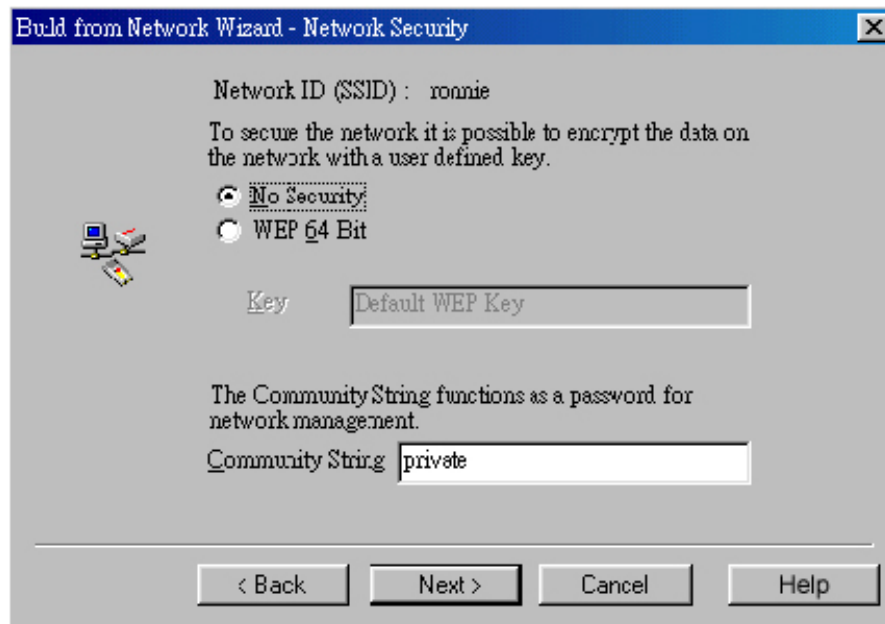 Build from Network Wizard - Network Security
Network ID (SSID) : ronnie
To secure the network it is possible to encrypt the data on
the network with a user defined key.
No Security
WEP 64 Bit
Key Default WEP Key
The Community String functions as a password for
network management.
Community String private
< Back Next > Cancel Help